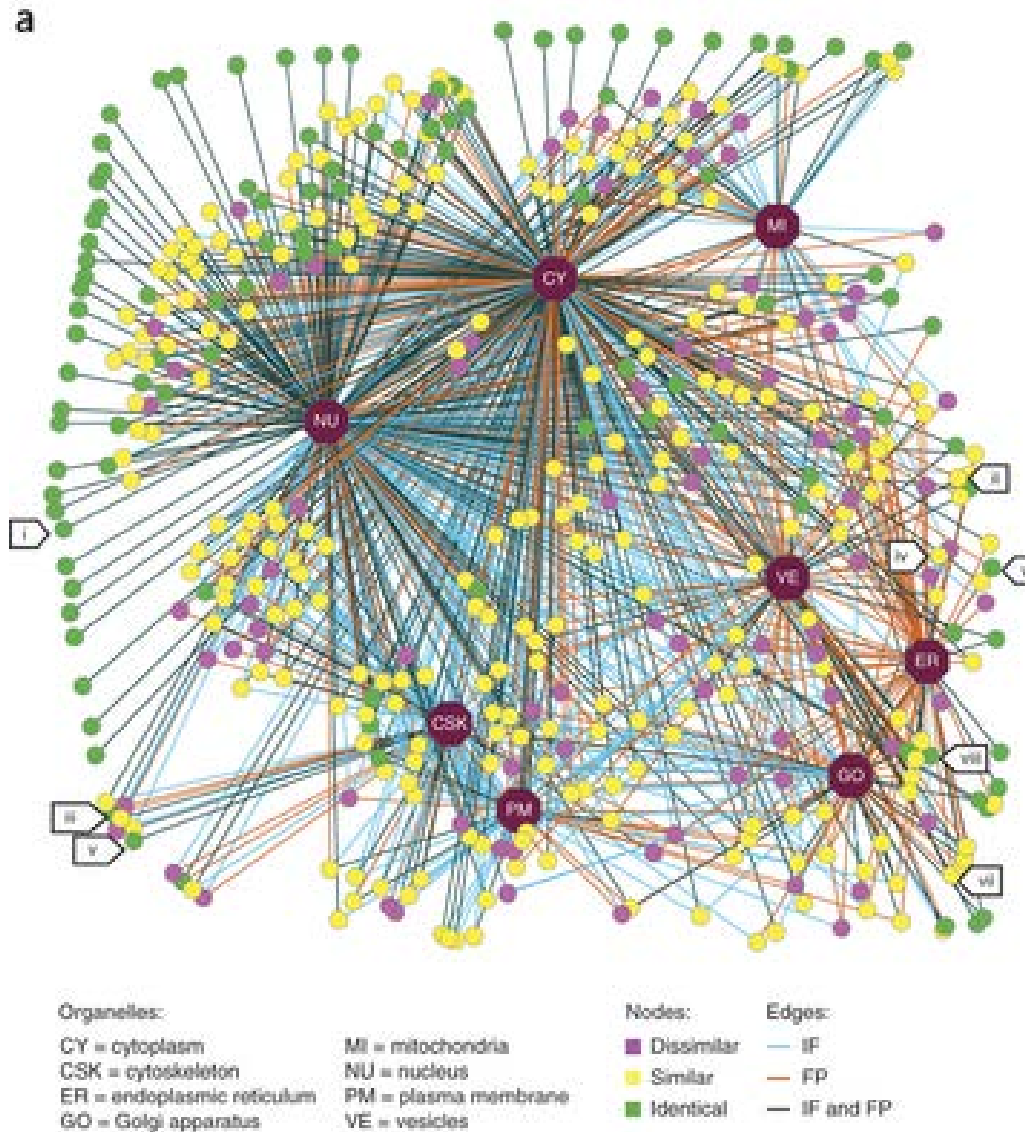 a
MI
CY
NU
ii
i
iv
VE
ER
CSK
viii
GO
iii
PM
v
vii
Organelles:
CY = cytoplasm
CSK = cytoskeleton
ER = endoplasmic reticulum
GO = Golgi apparatus
MI = mitochondria
NU = nucleus
PM = plasma membrane
VE = vesicles
Nodes:
Dissimilar
Similar
Identical
Edges:
IF
FP
IF and FP